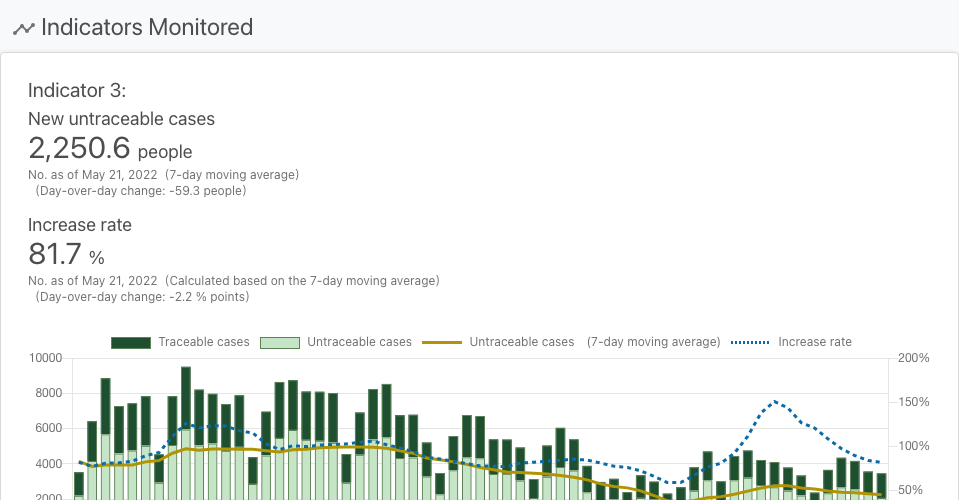 Indicators Monitored
Indicator 3:
New untraceable cases
2,250.6 people
No. as of May 21, 2022 (7-day moving average)
(Day-over-day change: -59.3 people)
Increase rate
81.7 %
No. as of May 21, 2022 (Calculated based on the 7-day moving average)
(Day-over-day change: -2.2 % points)
Traceable cases Untraceable cases Untraceable cases (7-day moving average) Increase rate
10000 200%
8000
150%
6000
100%
4000
50%
2000